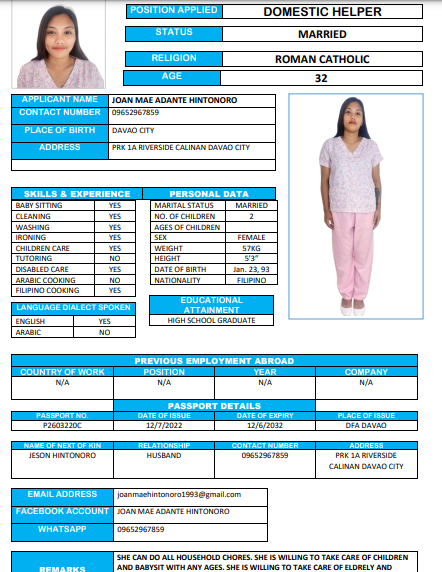 POSITION APPLIED DOMESTIC HELPER
STATUS MARRIED
RELIGION ROMAN CATHOLIC
AGE 32
APPLICANT NAME JOAN MAE ADANTE HINTONORO
CONTACT NUMBER 09652967859
PLACE OF BIRTH DAVAO CITY
ADDRESS PRK 1A RIVERSIDE CALINAN DAVAO CITY
SKILLS & EXPERIENCE PERSONAL DATA
BABY SITTING YES MARITAL STATUS MARRIED
CLEANING YES NO. OF CHILDREN 2
WASHING YES AGES OF CHILDREN
IRONING YES SEX FEMALE
CHILDREN CARE YES WEIGHT 57KG
TUTORING NO HEIGHT 5'3"
DISABLED CARE YES DATE OF BIRTH Jan. 23, 93
ARABIC COOKING YES NATIONALITY FILIPINO
FILIPINO COOKING YES
LANGUAGE DIALECT SPOKEN EDUCATIONAL ATTAINMENT
ENGLISH YES HIGH SCHOOL GRADUATE
ARABIC NO
PREVIOUS EMPLOYMENT ABROAD
COUNTRY OF WORK POSITION YEAR COMPANY
N/A N/A N/A N/A
PASSPORT DETAILS
PASSPORT NO. DATE OF ISSUE DATE OF EXPIRY PLACE OF ISSUE
P2603220C 12/7/2022 12/6/2032 DFA DAVAO
NAME OF NEXT OF KIN RELATIONSHIP CONTACT NUMBER ADDRESS
JESON HINTONORO HUSBAND 09652967859 PRK 1A RIVERSIDE
CALINAN DAVAO CITY
EMAIL ADDRESS joanmaehintonoro1993@gmail.com
FACEBOOK ACCOUNT JOAN MAE ADANTE HINTONORO
WHATSAPP 09652967859
REMARKS SHE CAN DO ALL HOUSEHOLD CHORES. SHE IS WILLING TO TAKE CARE OF CHILDREN
AND BABYSIT WITH ANY AGES. SHE IS WILLING TO TAKE CARE OF ELDRELY AND